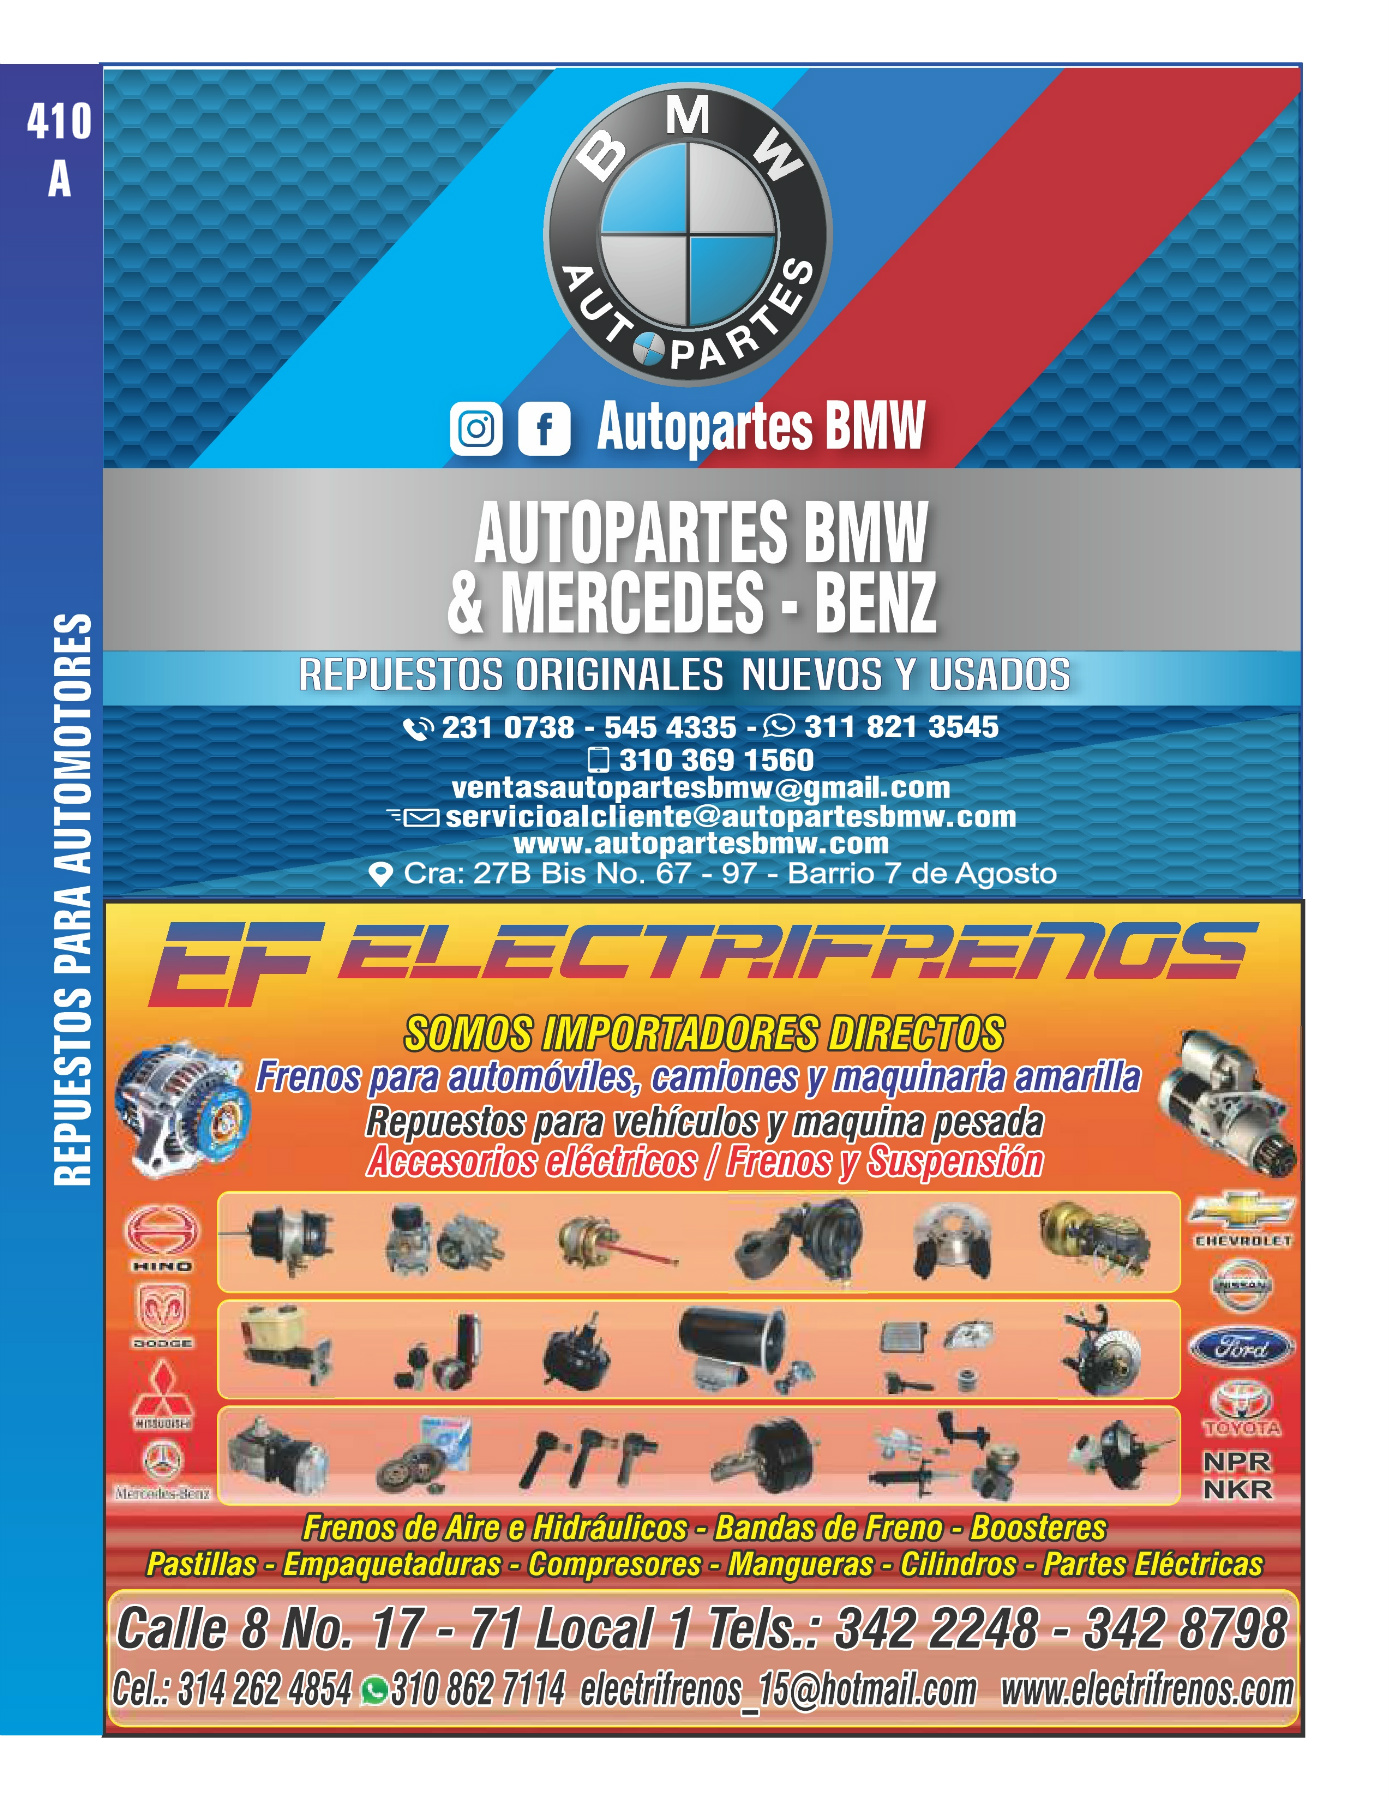 410
A
REPUESTOS PARA AUTOMOTORES
BMW
AUTOPARTES
Autopartes BMW
AUTOPARTES BMW
& MERCEDES - BENZ
REPUESTOS ORIGINALES NUEVOS Y USADOS
231 0738 - 545 4335 - 311 821 3545
310 369 1560
ventasautopartesbmw@gmail.com
servicioalcliente@autopartesbmw.com
www.autopartesbmw.com
Cra: 27B Bis No. 67 - 97 - Barrio 7 de Agosto
EF ELECTRIFRENOS
SOMOS IMPORTADORES DIRECTOS
Frenos para automóviles, camiones y maquinaria amarilla
Repuestos para vehículos y maquina pesada
Accesorios eléctricos / Frenos y Suspensión
HINO
DODGE
MITSUBISHI
Mercedes-Benz
CHEVROLET
NISSAN
Ford
TOYOTA
NPR
NKR
Frenos de Aire e Hidráulicos - Bandas de Freno - Boosteres
Pastillas - Empaquetaduras - Compresores - Mangueras - Cilindros - Partes Eléctricas
Calle 8 No. 17 - 71 Local 1 Tels.: 342 2248 - 342 8798
Cel.: 314 262 4854 310 862 7114 electrifrenos_15@hotmail.com www.electrifrenos.com